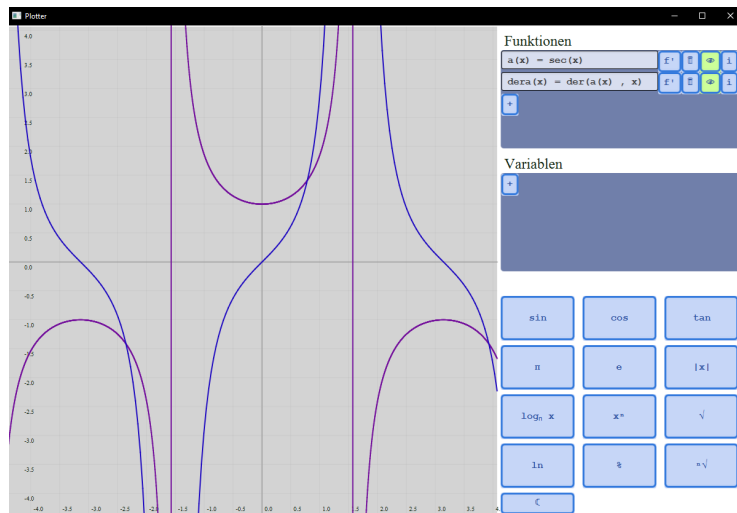 Plotter
Funktionen
a(x) = sec(x) f' i
dera(x) = der(a(x) , x) f' i
+
Variablen
+
sin cos tan
π e |x|
logₙ x xⁿ √
ln % ⁿ√
☾
4.0
3.5
3.0
2.5
2.0
1.5
1.0
0.5
0.0
-0.5
-1.0
-1.5
-2.0
-2.5
-3.0
-3.5
-4.0
-4.0 -3.5 -3.0 -2.5 -2.0 -1.5 -1.0 -0.5 0.0 0.5 1.0 1.5 2.0 2.5 3.0 3.5 4.